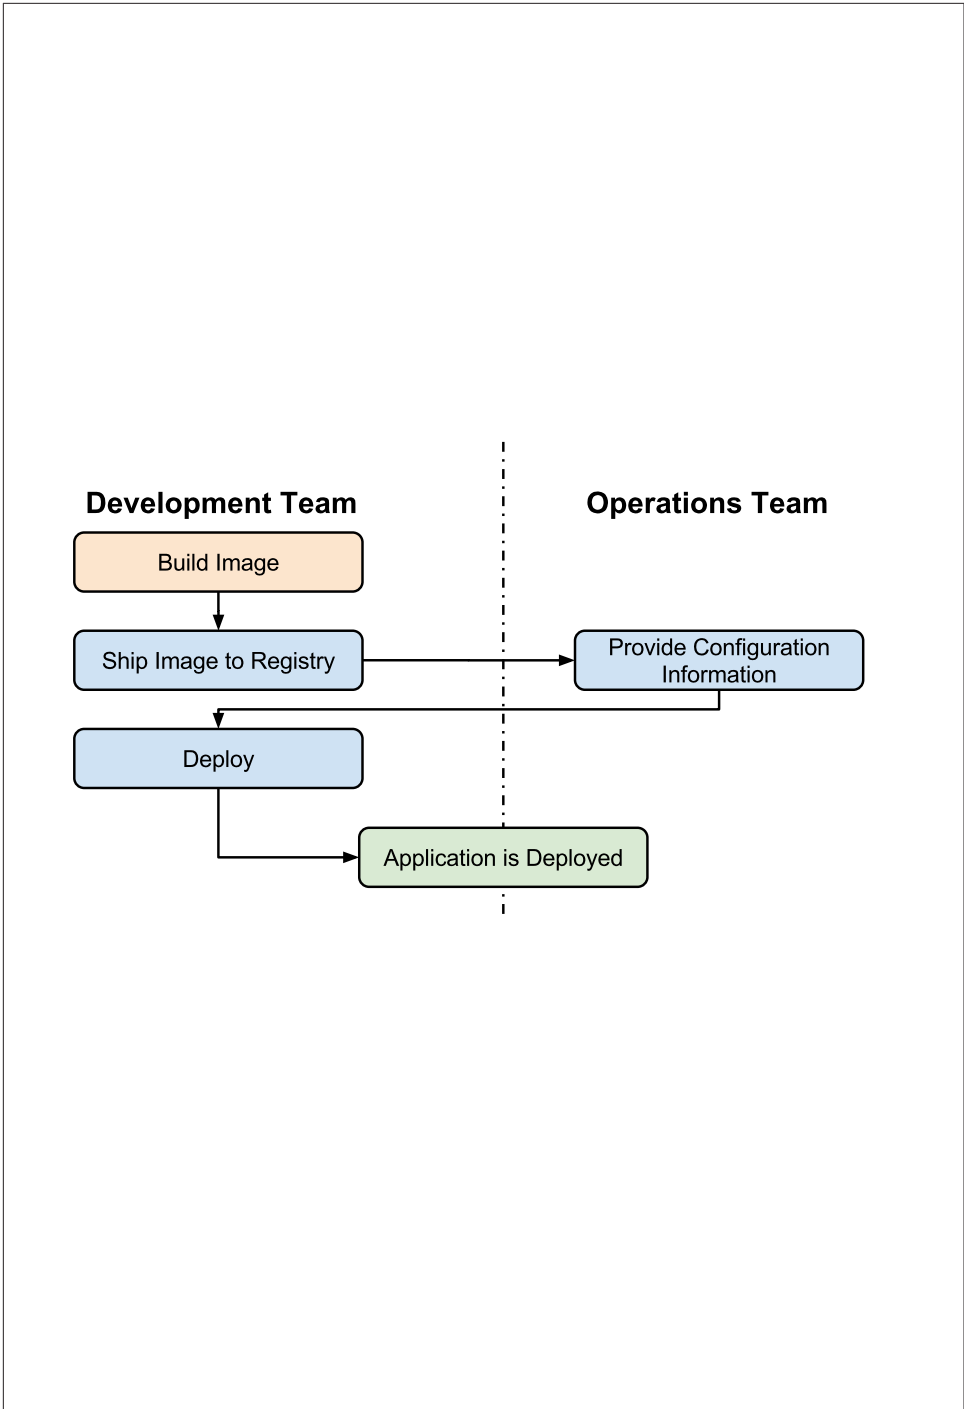 Development Team
Operations Team
Build Image
Ship Image to Registry
Provide Configuration
Information
Deploy
Application is Deployed